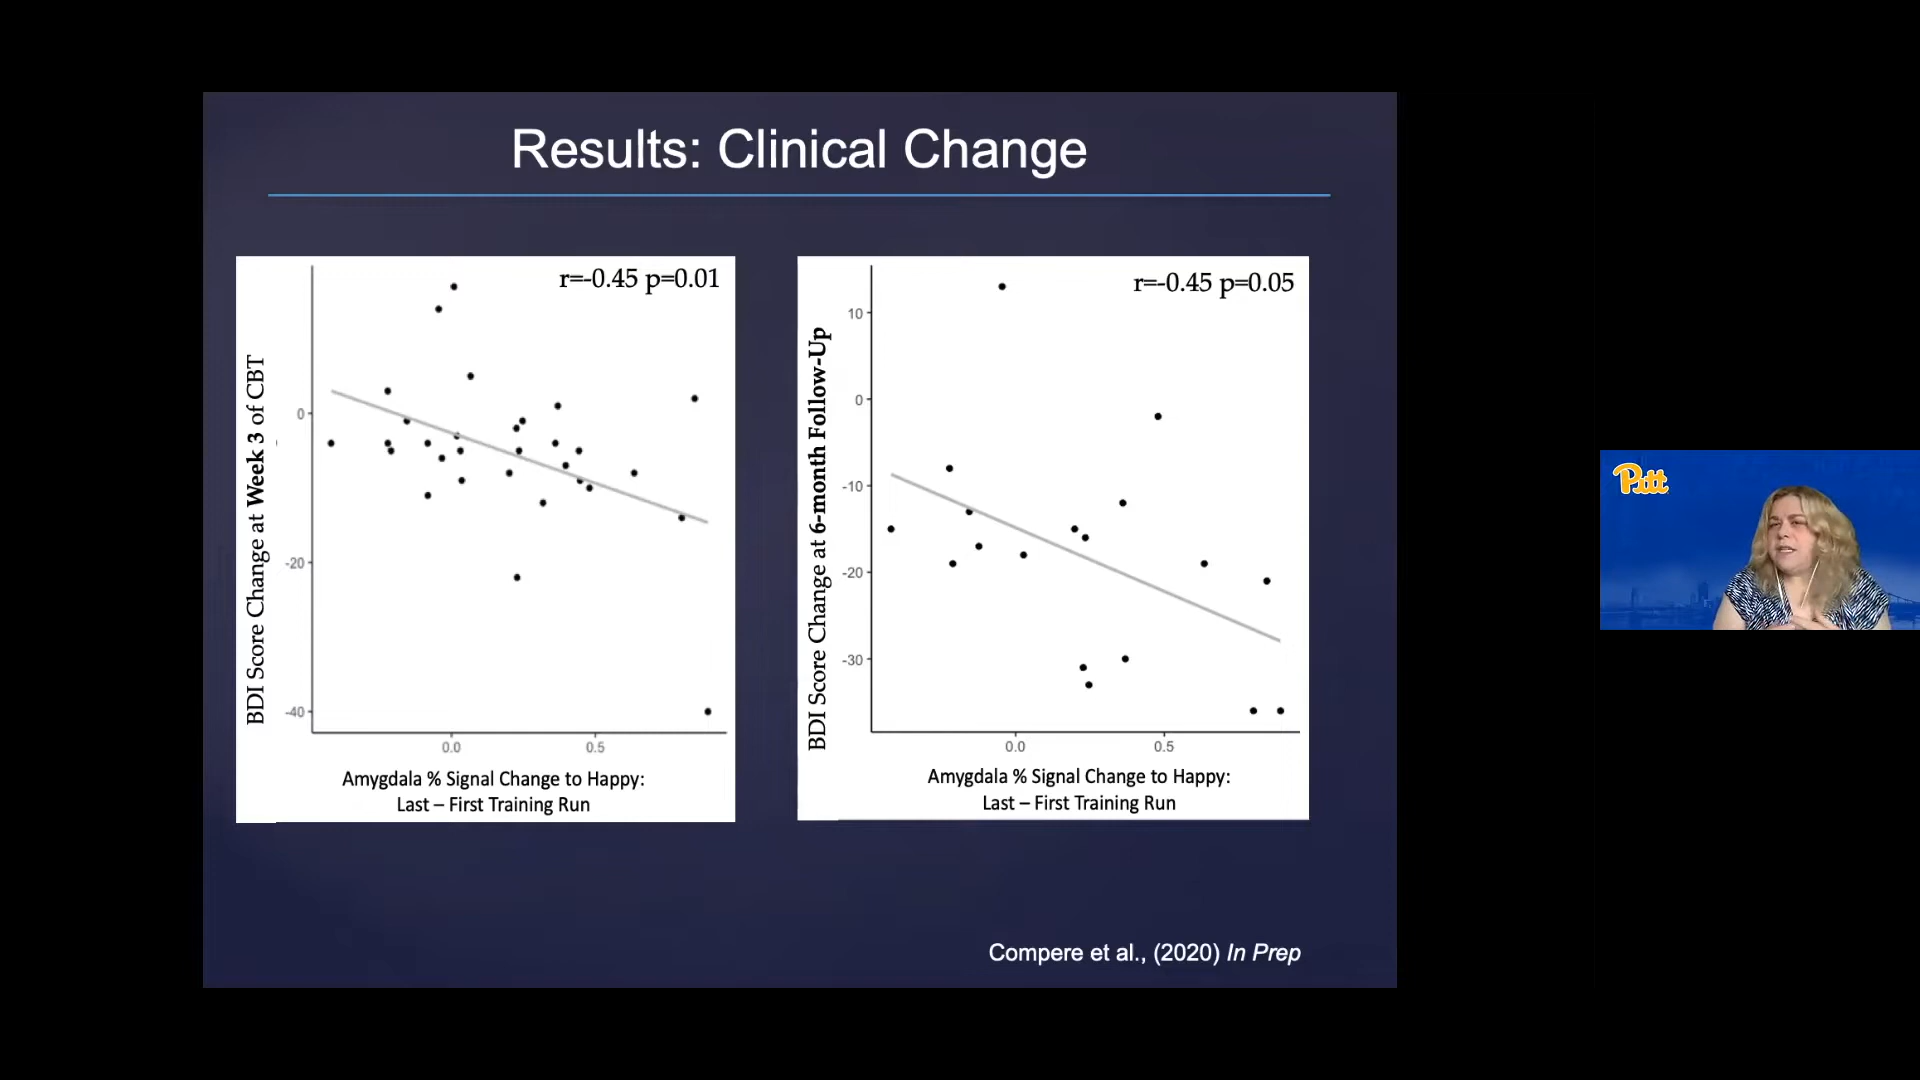 Results: Clinical Change
r=-0.45 p=0.01
BDI Score Change at Week 3 of CBT
0
-20
-40
0.0 0.5
Amygdala % Signal Change to Happy:
Last – First Training Run
r=-0.45 p=0.05
BDI Score Change at 6-month Follow-Up
10
0
-10
-20
-30
0.0 0.5
Amygdala % Signal Change to Happy:
Last – First Training Run
Compere et al., (2020) In Prep
Pitt